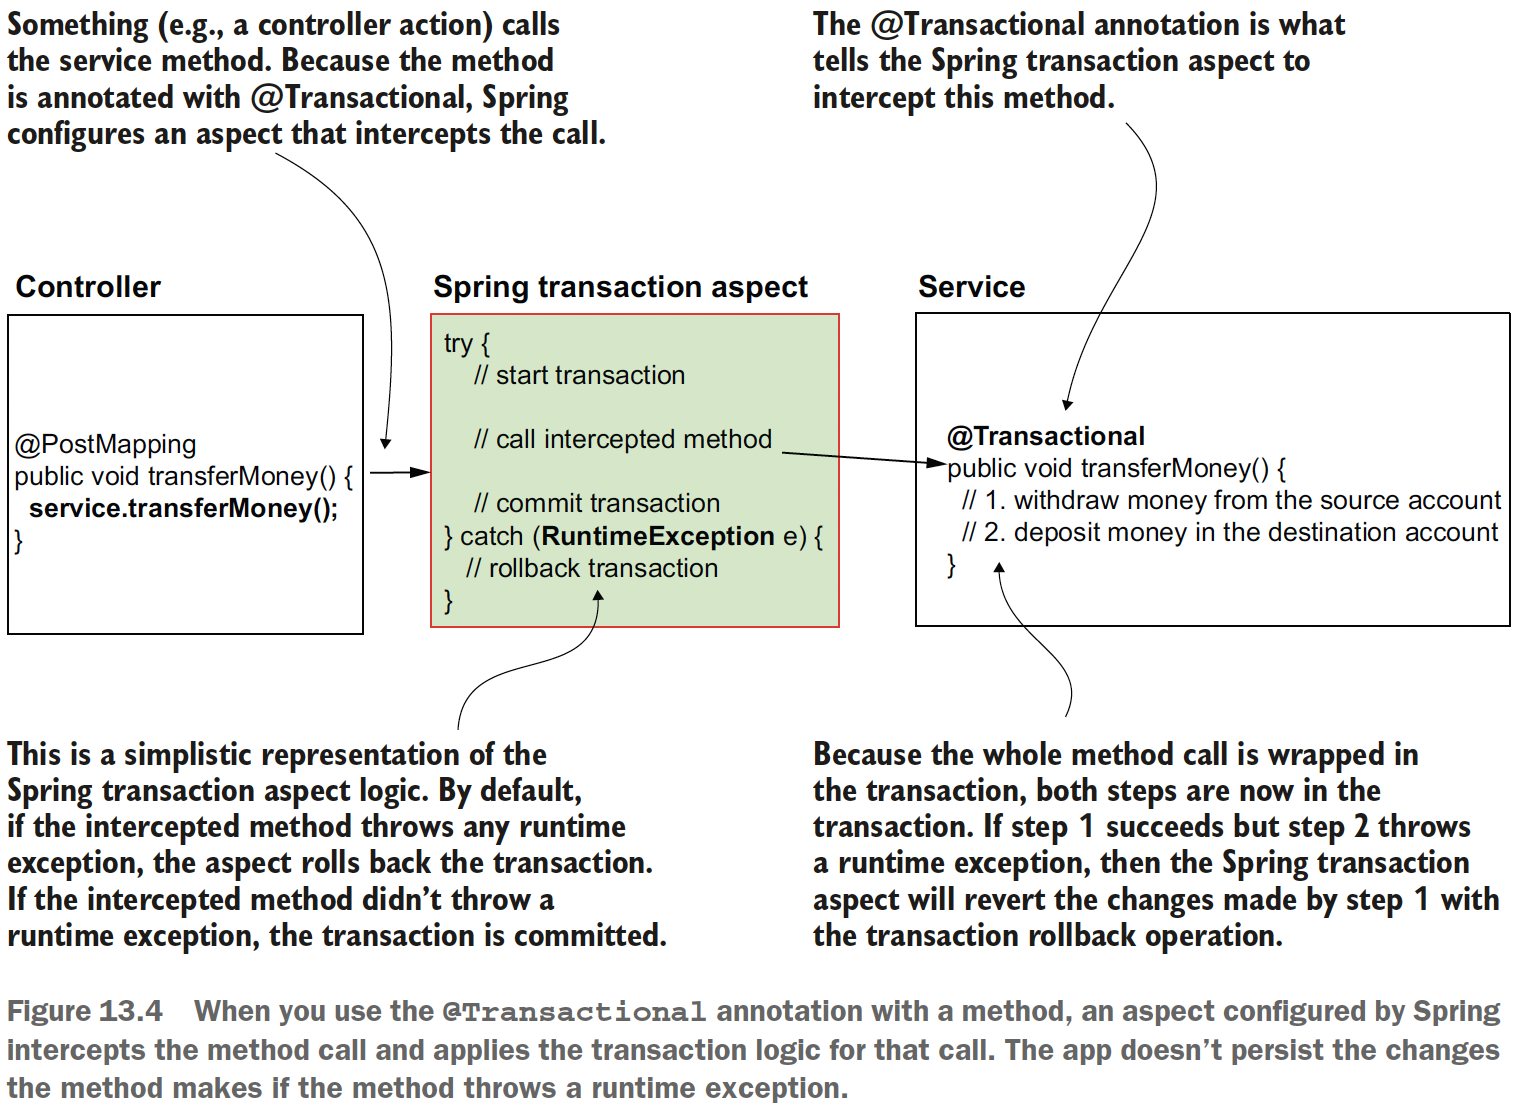 Something (e.g., a controller action) calls
the service method. Because the method
is annotated with @Transactional, Spring
configures an aspect that intercepts the call.
The @Transactional annotation is what
tells the Spring transaction aspect to
intercept this method.
Controller
@PostMapping
public void transferMoney() {
service.transferMoney();
}
Spring transaction aspect
try {
// start transaction
// call intercepted method
// commit transaction
} catch (RuntimeException e) {
// rollback transaction
}
Service
@Transactional
public void transferMoney() {
// 1. withdraw money from the source account
// 2. deposit money in the destination account
}
This is a simplistic representation of the
Spring transaction aspect logic. By default,
if the intercepted method throws any runtime
exception, the aspect rolls back the transaction.
If the intercepted method didn’t throw a
runtime exception, the transaction is committed.
Because the whole method call is wrapped in
the transaction, both steps are now in the
transaction. If step 1 succeeds but step 2 throws
a runtime exception, then the Spring transaction
aspect will revert the changes made by step 1 with
the transaction rollback operation.
Figure 13.4 When you use the @Transactional annotation with a method, an aspect configured by Spring
intercepts the method call and applies the transaction logic for that call. The app doesn’t persist the changes
the method makes if the method throws a runtime exception.